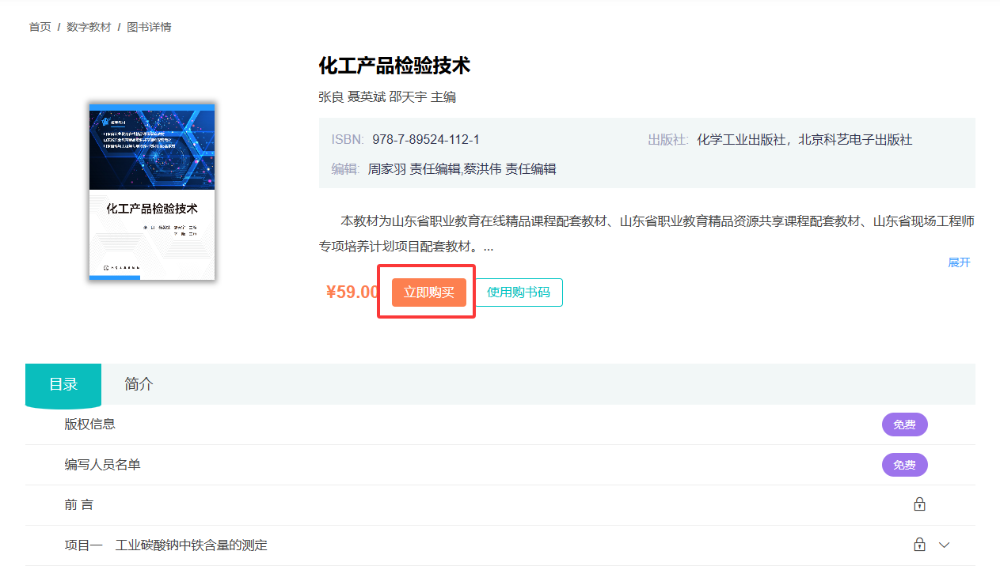 首页 / 数字教材 / 图书详情
化工产品检验技术
张良 聂英斌 邵天宇 主编
ISBN: 978-7-89524-112-1
出版社: 化学工业出版社，北京科艺电子出版社
编辑: 周家羽 责任编辑,蔡洪伟 责任编辑
本教材为山东省职业教育在线精品课程配套教材、山东省职业教育精品资源共享课程配套教材、山东省现场工程师
专项培养计划项目配套教材。...
展开
¥59.00 立即购买 使用购书码
化工产品检验技术
目录 简介
版权信息 免费
编写人员名单 免费
前 言
项目一 工业碳酸钠中铁含量的测定